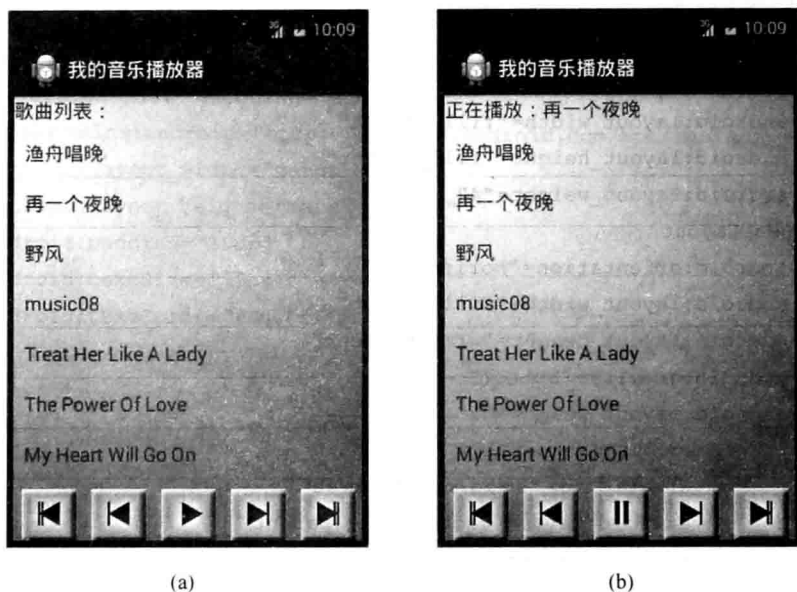 10:09
我的音乐播放器
歌曲列表：
渔舟唱晚
再一个夜晚
野风
music08
Treat Her Like A Lady
The Power Of Love
My Heart Will Go On
(a)
10:09
我的音乐播放器
正在播放：再一个夜晚
渔舟唱晚
再一个夜晚
野风
music08
Treat Her Like A Lady
The Power Of Love
My Heart Will Go On
(b)